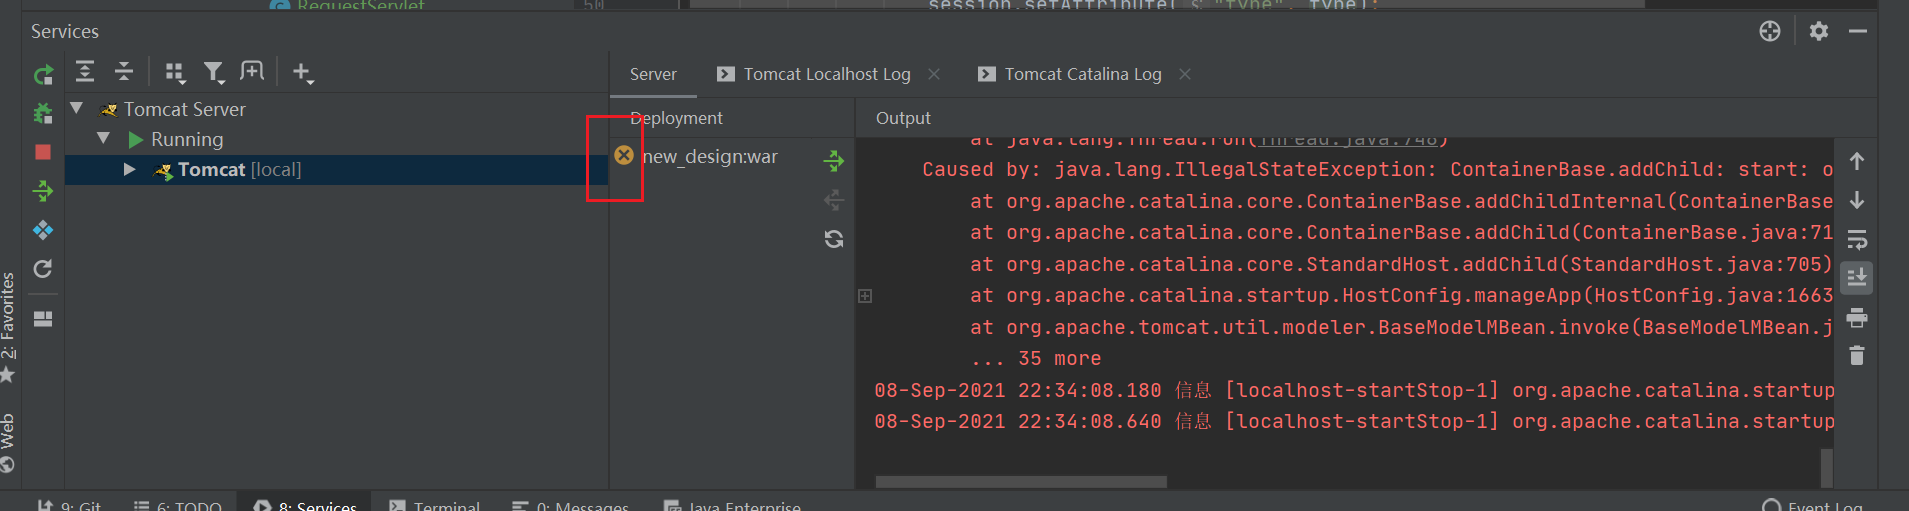 RequestServlet
50
session.setAttribute( s: "type", type);
Services
Server
Tomcat Localhost Log
Tomcat Catalina Log
Tomcat Server
Running
Tomcat [local]
Deployment
new_design:war
Output
at java.lang.Thread.run(Thread.java:748)
Caused by: java.lang.IllegalStateException: ContainerBase.addChild: start: o
at org.apache.catalina.core.ContainerBase.addChildInternal(ContainerBase
at org.apache.catalina.core.ContainerBase.addChild(ContainerBase.java:71
at org.apache.catalina.core.StandardHost.addChild(StandardHost.java:705)
at org.apache.catalina.startup.HostConfig.manageApp(HostConfig.java:1663
at org.apache.tomcat.util.modeler.BaseModelMBean.invoke(BaseModelMBean.j
... 35 more
08-Sep-2021 22:34:08.180 信息 [localhost-startStop-1] org.apache.catalina.startup
08-Sep-2021 22:34:08.640 信息 [localhost-startStop-1] org.apache.catalina.startup
2: Favorites
Web
9: Git
6: TODO
8: Services
Terminal
0: Messages
Java Enterprise
Event Log